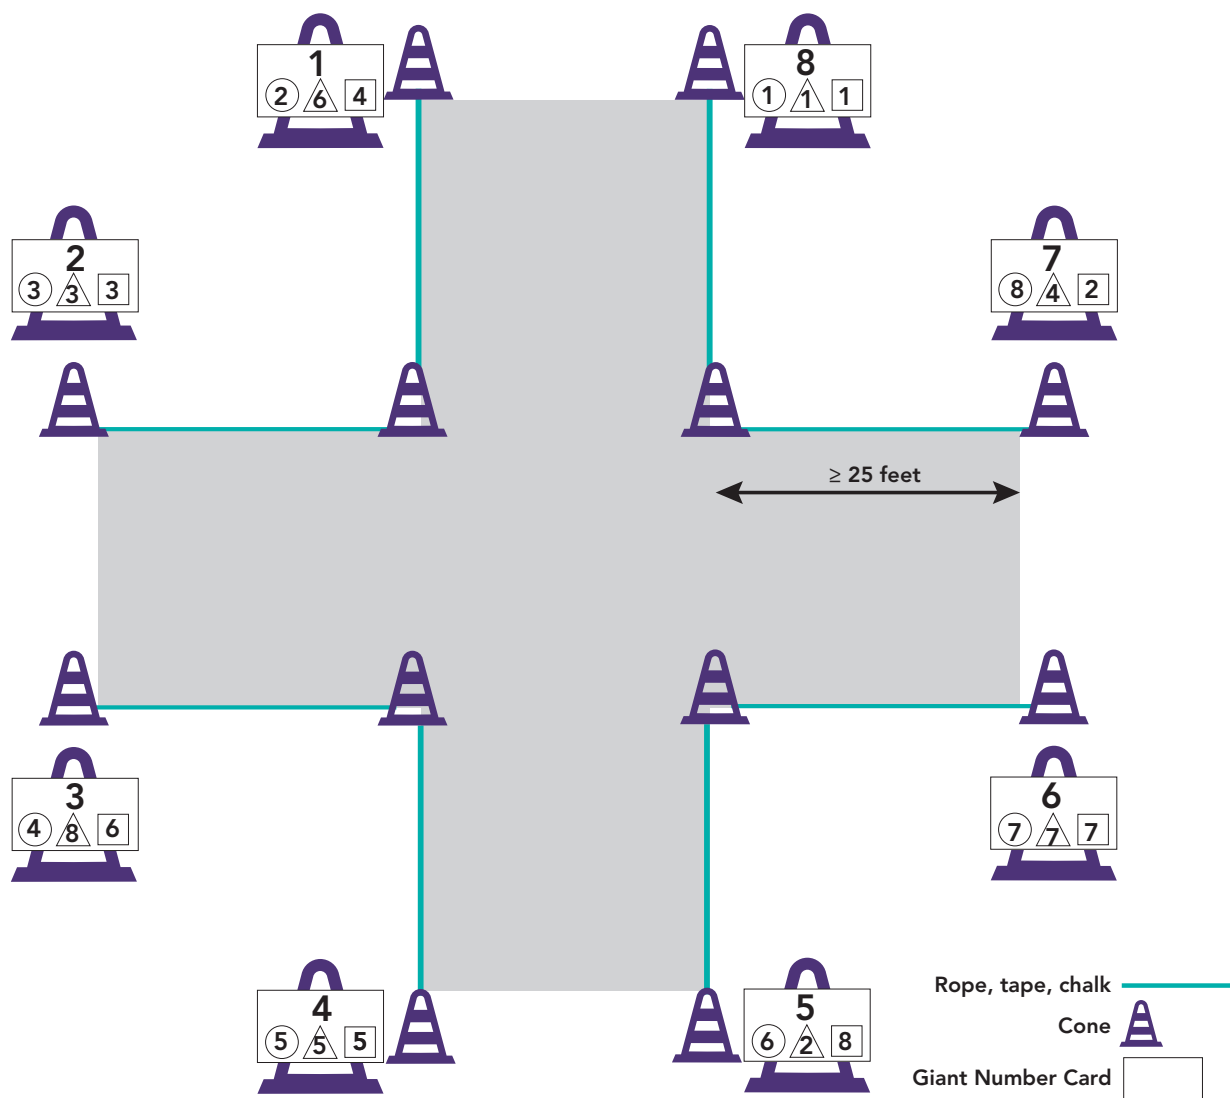 1
2 6 4
8
1 1 1
2
3 3 3
7
8 4 2
≥ 25 feet
3
4 8 6
6
7 7 7
4
5 5 5
5
6 2 8
Rope, tape, chalk
Cone
Giant Number Card